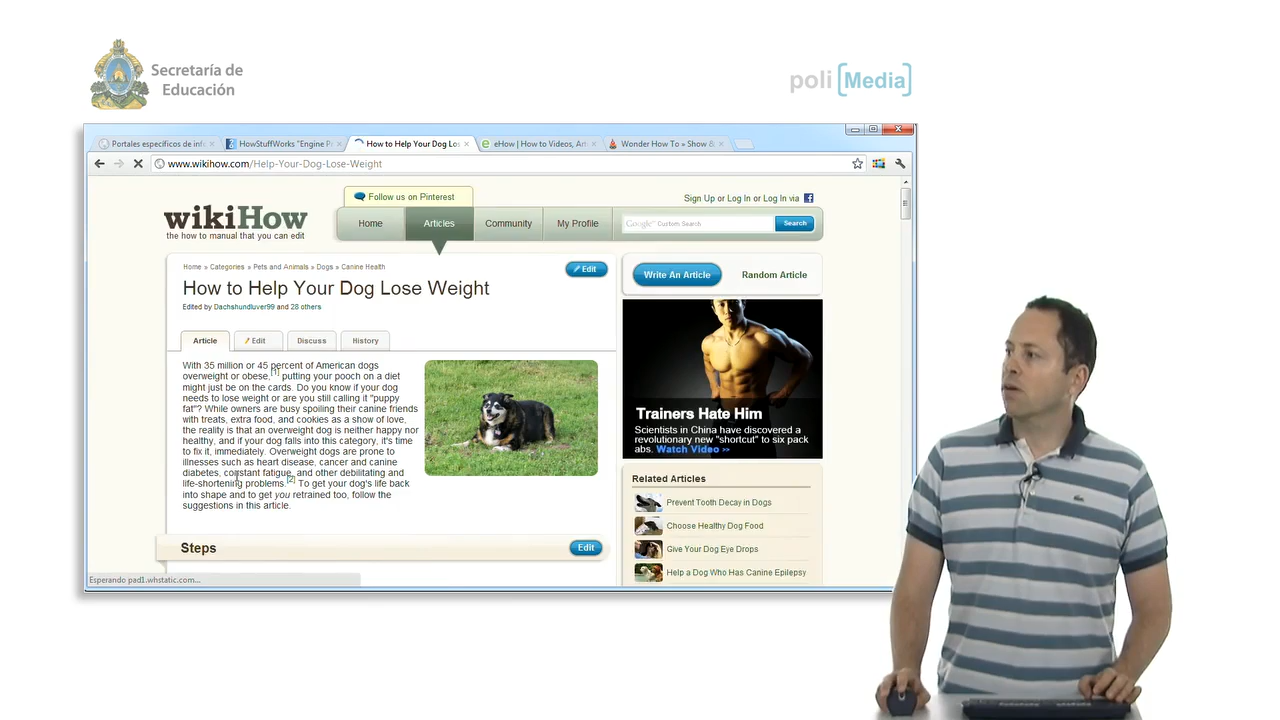 Secretaría de
Educación
poli [Media]
Portales específicos de info
HowStuffWorks "Engine P
How to Help Your Dog Los
eHow | How to Videos, Art
Wonder How To » Show &
www.wikihow.com/Help-Your-Dog-Lose-Weight
Follow us on Pinterest
Sign Up or Log In or Log In via
wikiHow
the how to manual that you can edit
Home
Articles
Community
My Profile
Google Custom Search
Search
Home » Categories » Pets and Animals » Dogs » Canine Health
Edit
How to Help Your Dog Lose Weight
Edited by Dachshundluver99 and 28 others
Article
Edit
Discuss
History
With 35 million or 45 percent of American dogs
overweight or obese,[1] putting your pooch on a diet
might just be on the cards. Do you know if your dog
needs to lose weight or are you still calling it "puppy
fat"? While owners are busy spoiling their canine friends
with treats, extra food, and cookies as a show of love,
the reality is that an overweight dog is neither happy nor
healthy, and if your dog falls into this category, it's time
to fix it, immediately. Overweight dogs are prone to
illnesses such as heart disease, cancer and canine
diabetes, constant fatigue, and other debilitating and
life-shortening problems.[2] To get your dog's life back
into shape and to get you retrained too, follow the
suggestions in this article.
Steps
Edit
Write An Article
Random Article
Trainers Hate Him
Scientists in China have discovered a
revolutionary new "shortcut" to six pack
abs. Watch Video >>
Related Articles
Prevent Tooth Decay in Dogs
Choose Healthy Dog Food
Give Your Dog Eye Drops
Help a Dog Who Has Canine Epilepsy
Esperando pad1.whstatic.com...